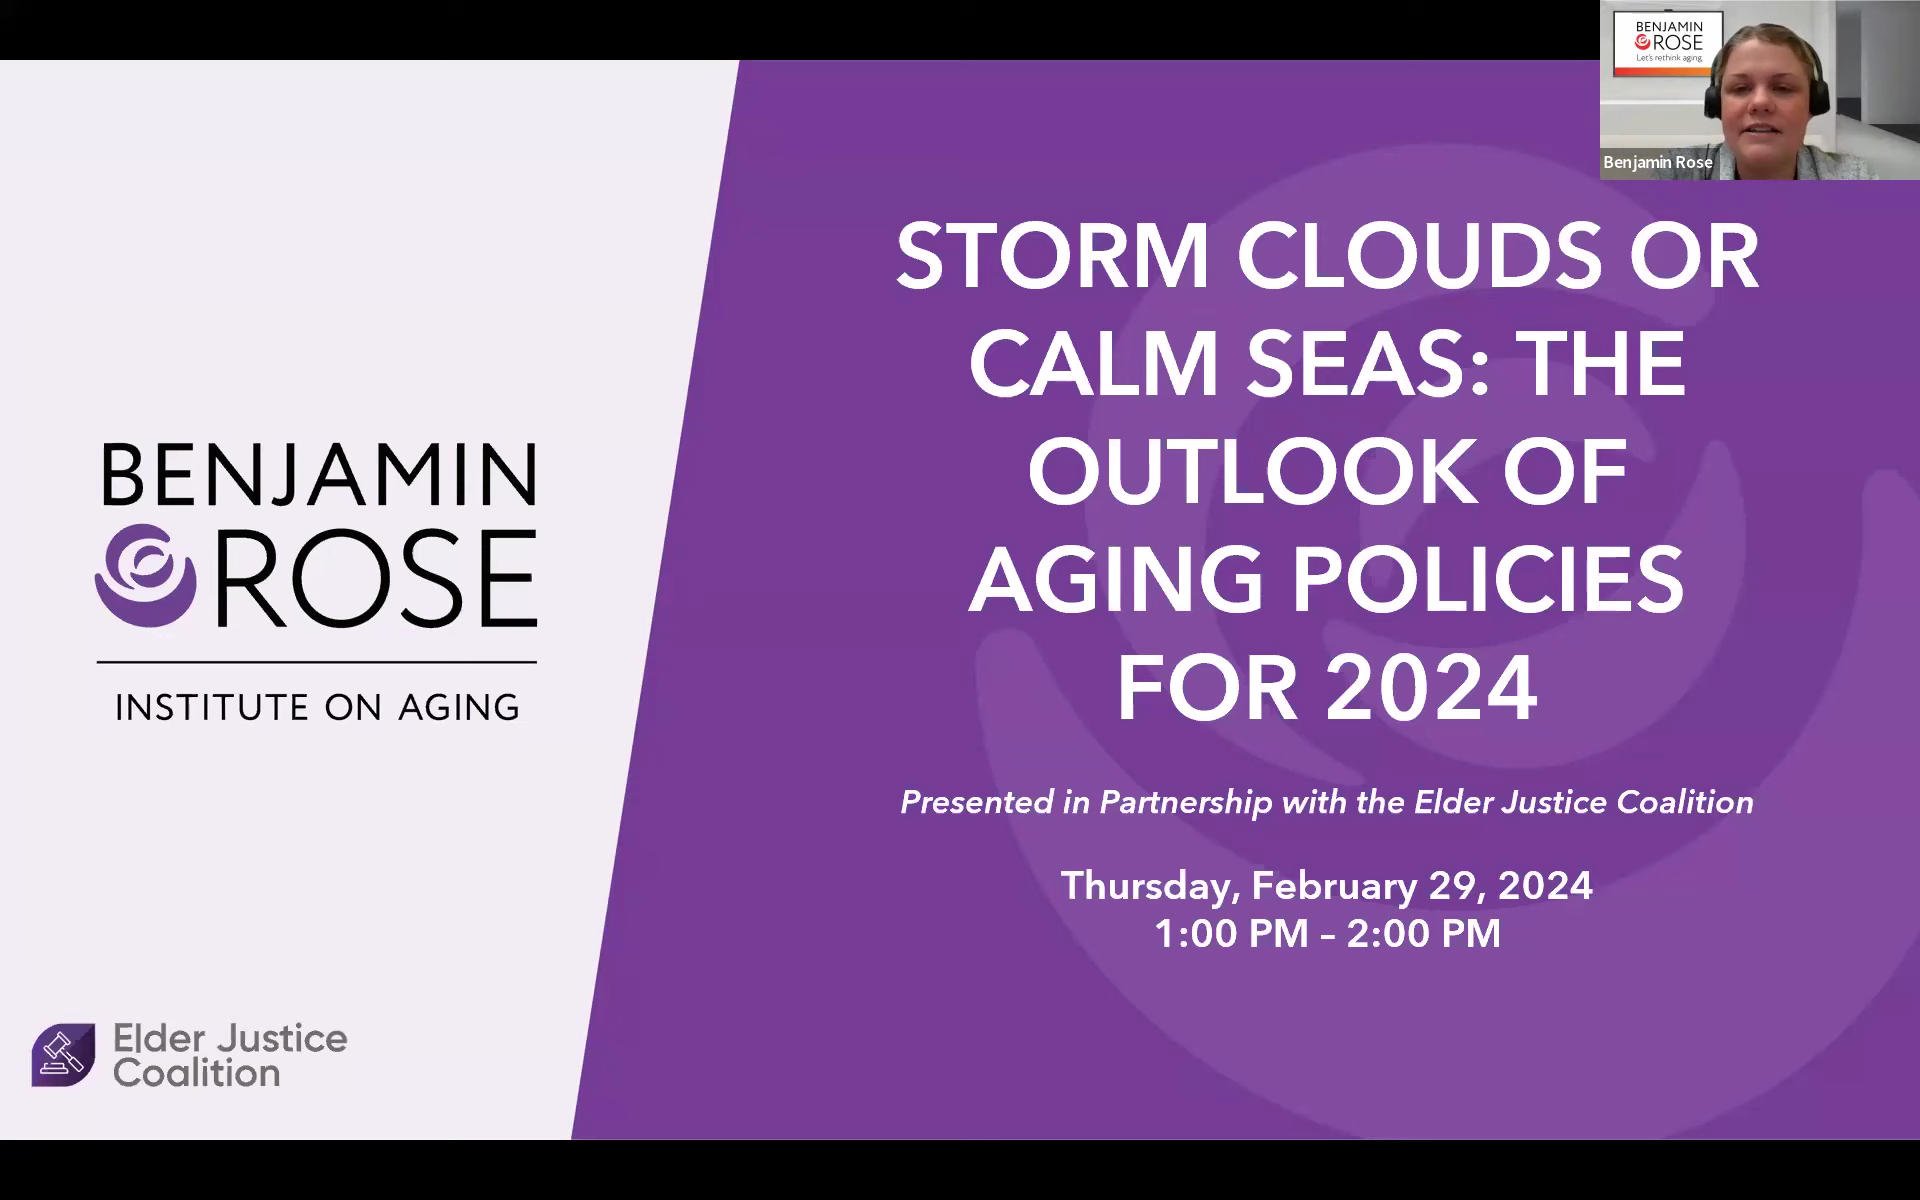 BENJAMIN
ROSE
Let's rethink aging.
Benjamin Rose
STORM CLOUDS OR
CALM SEAS: THE
OUTLOOK OF
AGING POLICIES
FOR 2024
Presented in Partnership with the Elder Justice Coalition
Thursday, February 29, 2024
1:00 PM – 2:00 PM
BENJAMIN
ROSE
INSTITUTE ON AGING
Elder Justice
Coalition